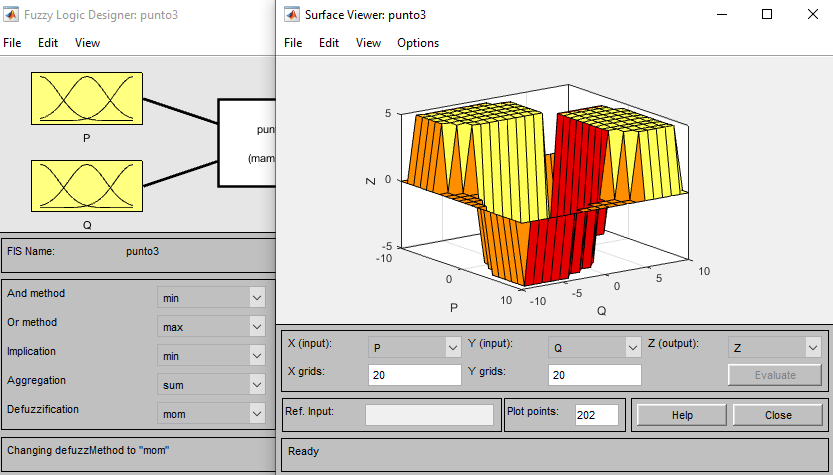 Fuzzy Logic Designer: punto3
File Edit View
P
Q
pun
(mam
FIS Name: punto3
And method min
Or method max
Implication min
Aggregation sum
Defuzzification mom
Changing defuzzMethod to "mom"
Surface Viewer: punto3
File Edit View Options
5
0
-5
Z
-10
0
10
P
-10
-5
0
5
10
Q
X (input): P Y (input): Q Z (output): Z
X grids: 20 Y grids: 20 Evaluate
Ref. Input: Plot points: 202 Help Close
Ready